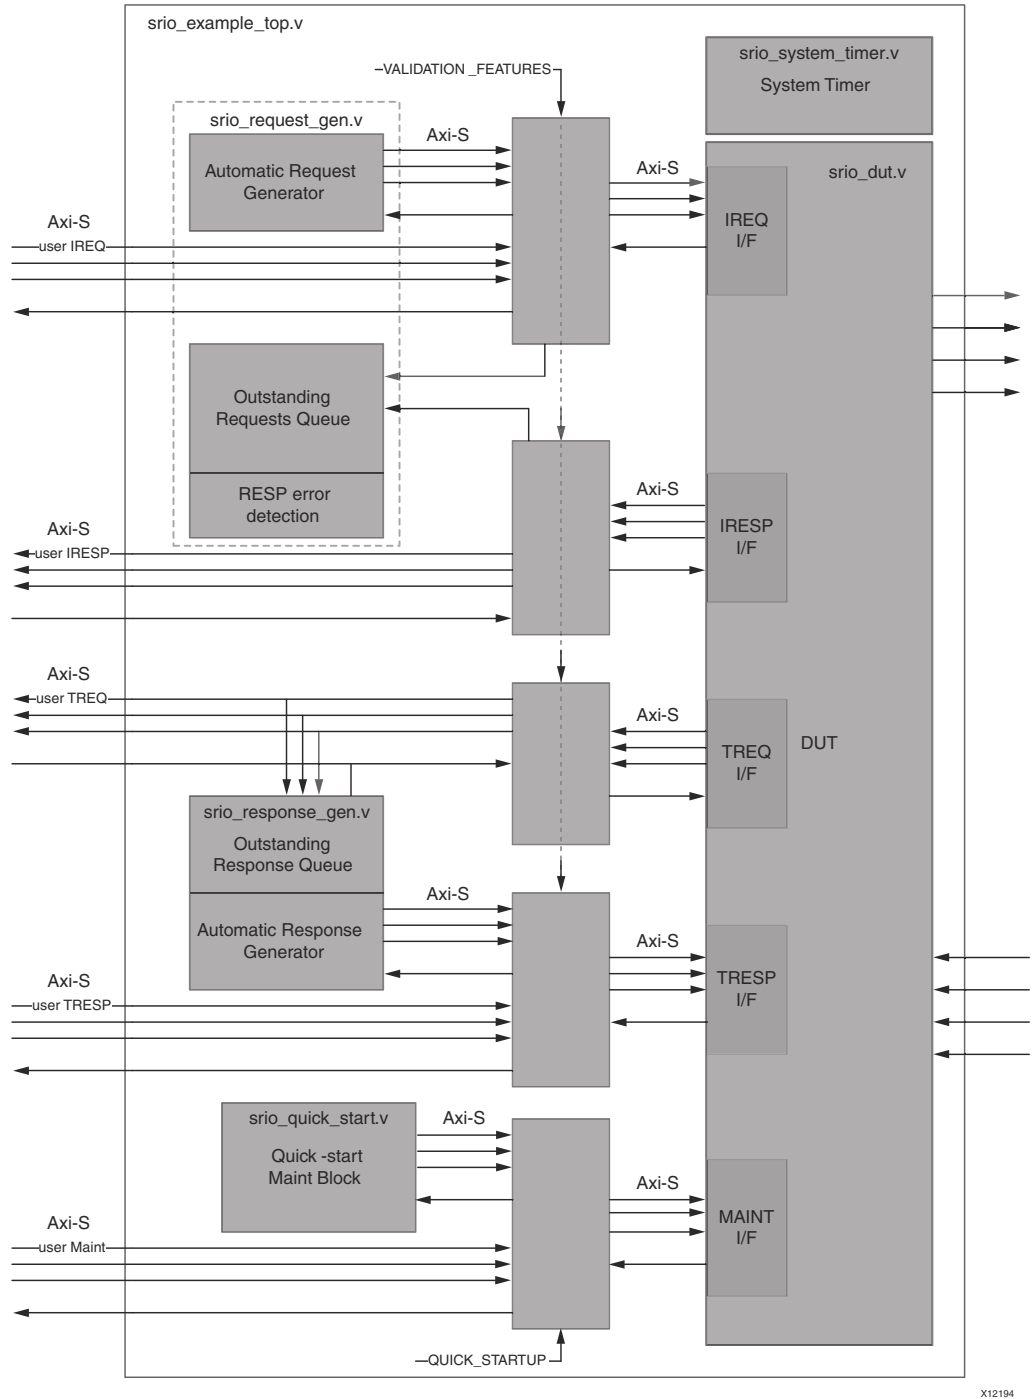 srio_example_top.v
srio_system_timer.v
System Timer
VALIDATION _FEATURES
srio_request_gen.v
Axi-S
Automatic Request
Generator
Axi-S
srio_dut.v
Axi-S
user IREQ
IREQ
I/F
Outstanding
Requests Queue
RESP error
detection
Axi-S
IRESP
I/F
Axi-S
user IRESP
Axi-S
user TREQ
Axi-S
TREQ
I/F
DUT
srio_response_gen.v
Outstanding
Response Queue
Axi-S
Automatic Response
Generator
Axi-S
TRESP
I/F
Axi-S
user TRESP
srio_quick_start.v
Axi-S
Quick -start
Maint Block
Axi-S
MAINT
I/F
Axi-S
user Maint
QUICK_STARTUP
X12194